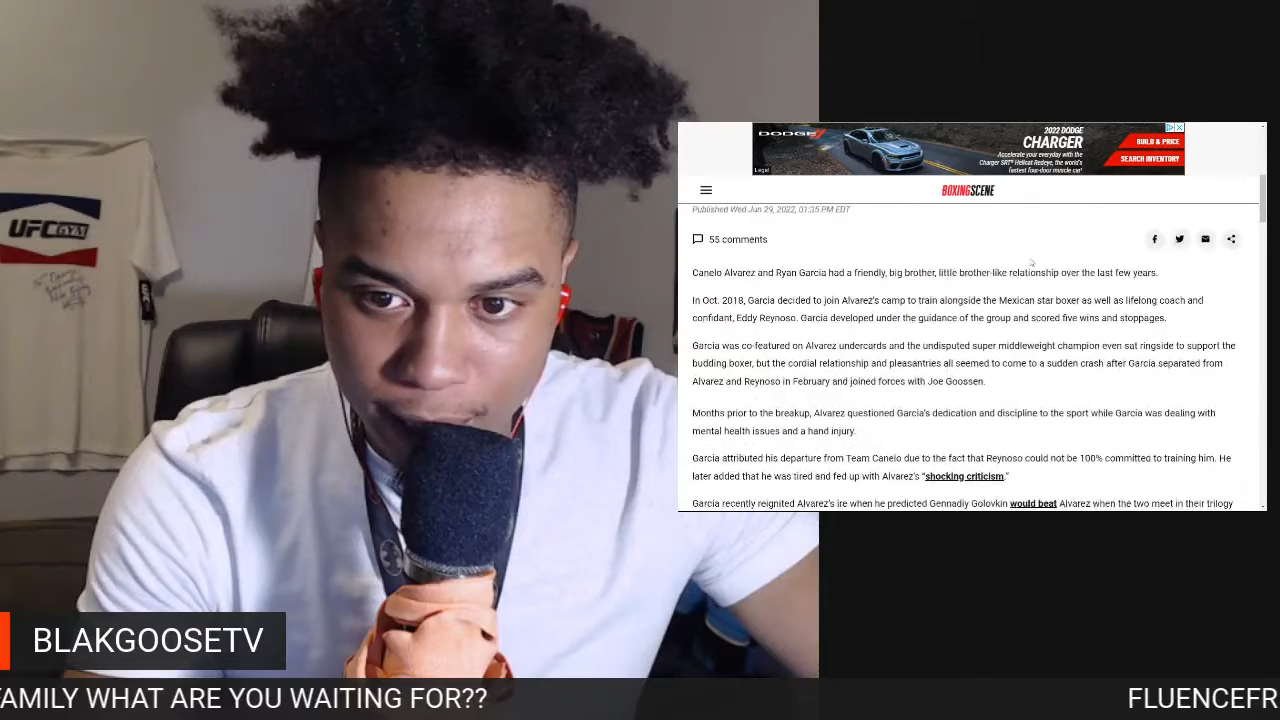 UFC GYM
DODGE
2022 DODGE
CHARGER
Accelerate your everyday with the
Charger SRT® Hellcat Redeye, the world's
fastest four-door muscle car!
BUILD & PRICE
SEARCH INVENTORY
Legal
BOXINGSCENE
Published Wed Jun 29, 2022, 01:35 PM EDT
55 comments
Canelo Alvarez and Ryan Garcia had a friendly, big brother, little brother-like relationship over the last few years.
In Oct. 2018, Garcia decided to join Alvarez's camp to train alongside the Mexican star boxer as well as lifelong coach and
confidant, Eddy Reynoso. Garcia developed under the guidance of the group and scored five wins and stoppages.
Garcia was co-featured on Alvarez undercards and the undisputed super middleweight champion even sat ringside to support the
budding boxer, but the cordial relationship and pleasantries all seemed to come to a sudden crash after Garcia separated from
Alvarez and Reynoso in February and joined forces with Joe Goossen.
Months prior to the breakup, Alvarez questioned Garcia's dedication and discipline to the sport while Garcia was dealing with
mental health issues and a hand injury.
Garcia attributed his departure from Team Canelo due to the fact that Reynoso could not be 100% committed to training him. He
later added that he was tired and fed up with Alvarez's "shocking criticism."
Garcia recently reignited Alvarez's ire when he predicted Gennadiy Golovkin would beat Alvarez when the two meet in their trilogy
BLAKGOOSETV
FAMILY WHAT ARE YOU WAITING FOR??
FLUENCEFR